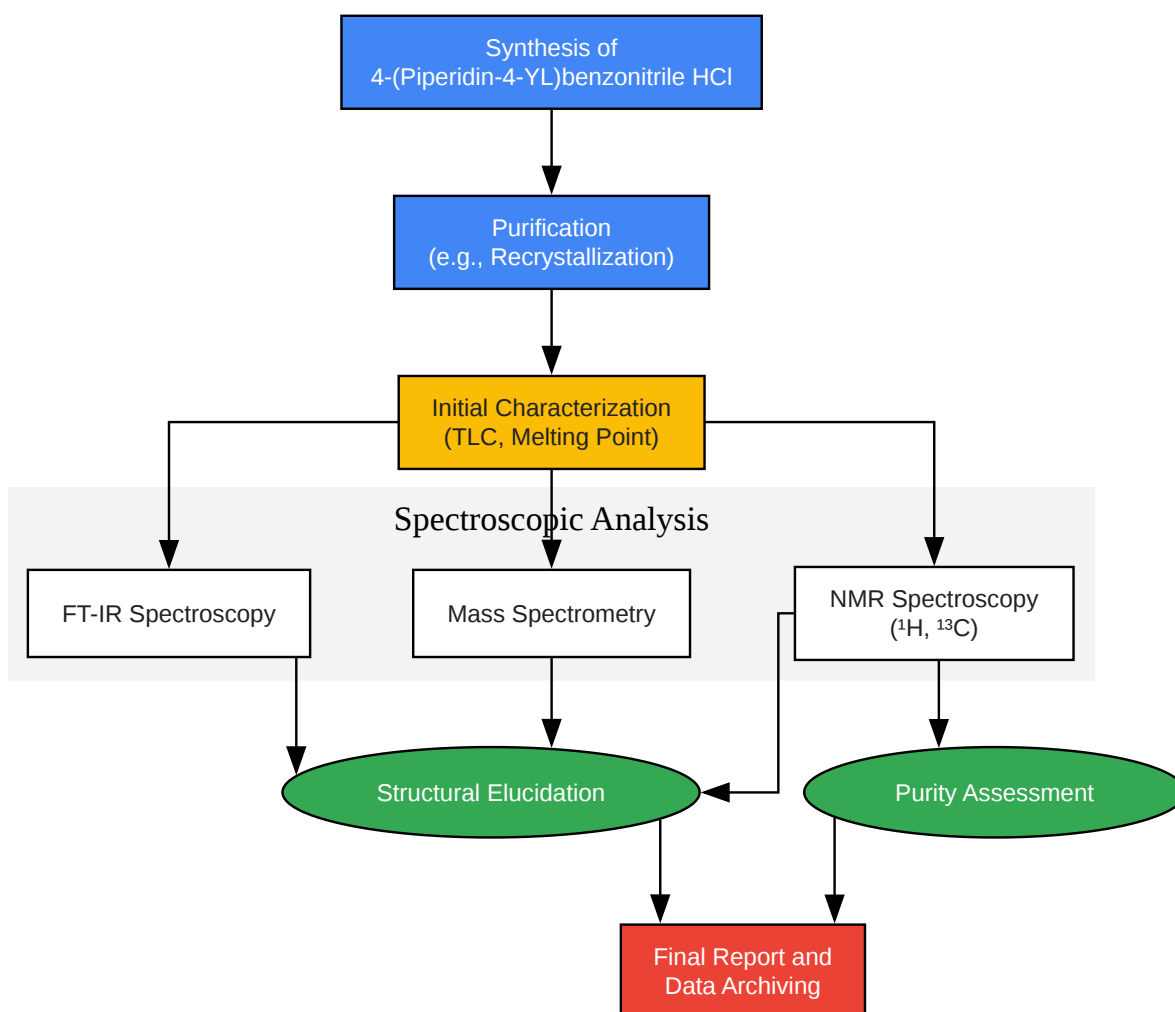 Synthesis of
4-(Piperidin-4-YL)benzonitrile HCl
Purification
(e.g., Recrystallization)
Initial Characterization
(TLC, Melting Point)
Spectroscopic Analysis
FT-IR Spectroscopy
Mass Spectrometry
NMR Spectroscopy
(¹H, ¹³C)
Structural Elucidation
Purity Assessment
Final Report and
Data Archiving